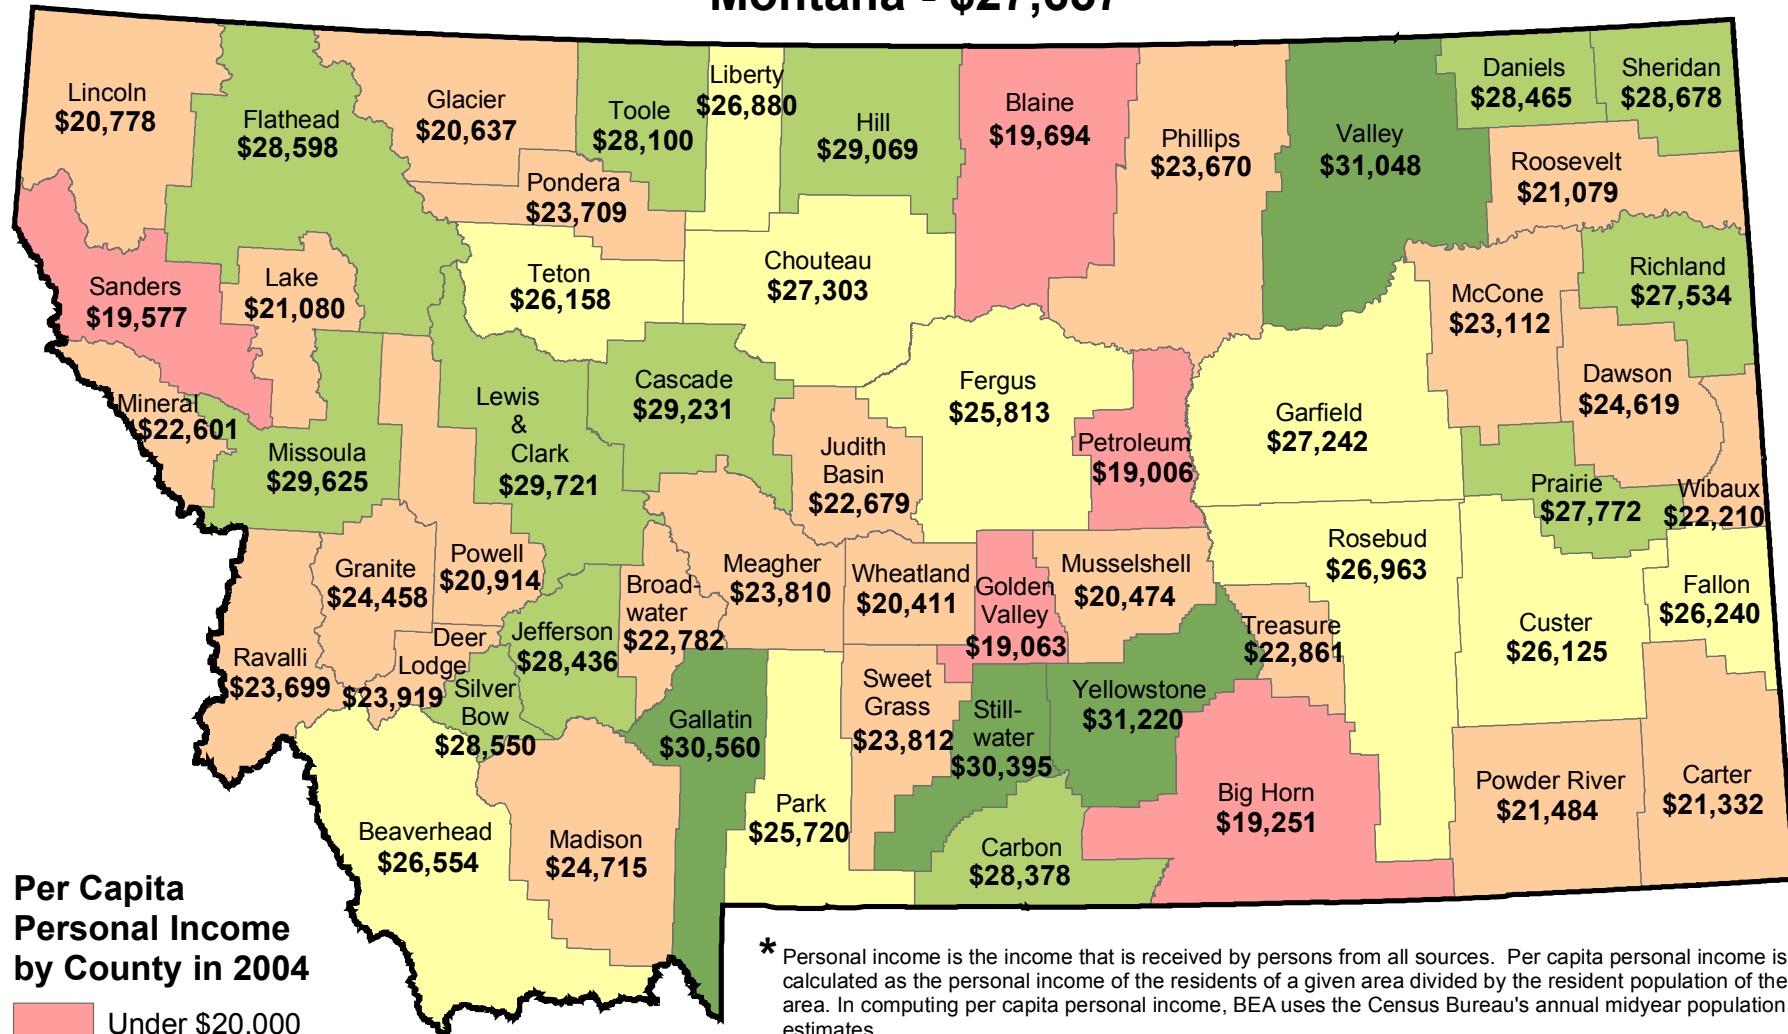 Montana - $27,657
Lincoln
$20,778
Flathead
$28,598
Glacier
$20,637
Toole
$28,100
Liberty
$26,880
Hill
$29,069
Blaine
$19,694
Phillips
$23,670
Valley
$31,048
Daniels
$28,465
Sheridan
$28,678
Roosevelt
$21,079
Pondera
$23,709
Sanders
$19,577
Lake
$21,080
Teton
$26,158
Chouteau
$27,303
McCone
$23,112
Richland
$27,534
Mineral
$22,601
Missoula
$29,625
Lewis
&
Clark
$29,721
Cascade
$29,231
Judith
Basin
$22,679
Fergus
$25,813
Petroleum
$19,006
Garfield
$27,242
Dawson
$24,619
Prairie
$27,772
Wibaux
$22,210
Granite
$24,458
Powell
$20,914
Broad-
water
$22,782
Meagher
$23,810
Wheatland
$20,411
Golden
Valley
$19,063
Musselshell
$20,474
Rosebud
$26,963
Treasure
$22,861
Custer
$26,125
Fallon
$26,240
Ravalli
$23,699
Deer
Lodge
$23,919
Jefferson
$28,436
Silver
Bow
$28,550
Gallatin
$30,560
Sweet
Grass
$23,812
Still-
water
$30,395
Yellowstone
$31,220
Beaverhead
$26,554
Madison
$24,715
Park
$25,720
Carbon
$28,378
Big Horn
$19,251
Powder River
$21,484
Carter
$21,332
Per Capita
Personal Income
by County in 2004
Under $20,000
* Personal income is the income that is received by persons from all sources. Per capita personal income is
calculated as the personal income of the residents of a given area divided by the resident population of the
area. In computing per capita personal income, BEA uses the Census Bureau's annual midyear population
estimates